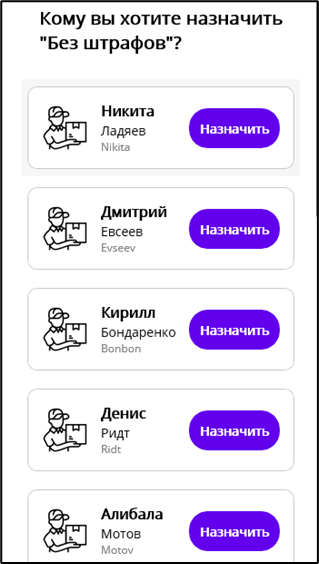 Кому вы хотите назначить
"Без штрафов"?
Никита
Ладяев
Nikita
Назначить
Дмитрий
Евсеев
Evseev
Назначить
Кирилл
Бондаренко
Bonbon
Назначить
Денис
Ридт
Ridt
Назначить
Алибала
Мотов
Motov
Назначить